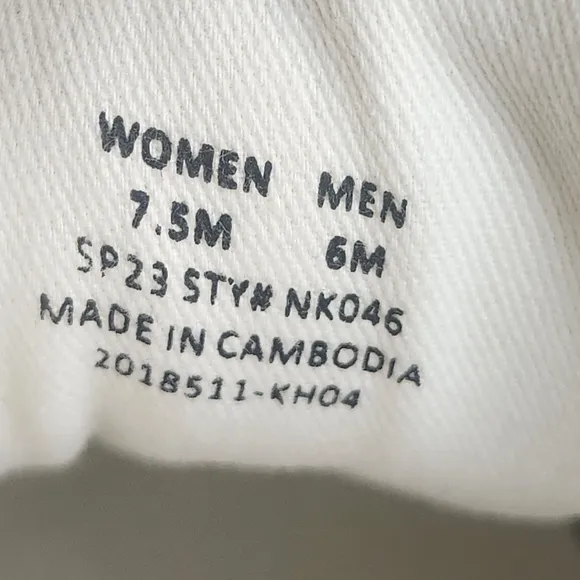 WOMEN MEN
7.5M 6M
SP23 STY# NK046
MADE IN CAMBODIA
2018511-KH04